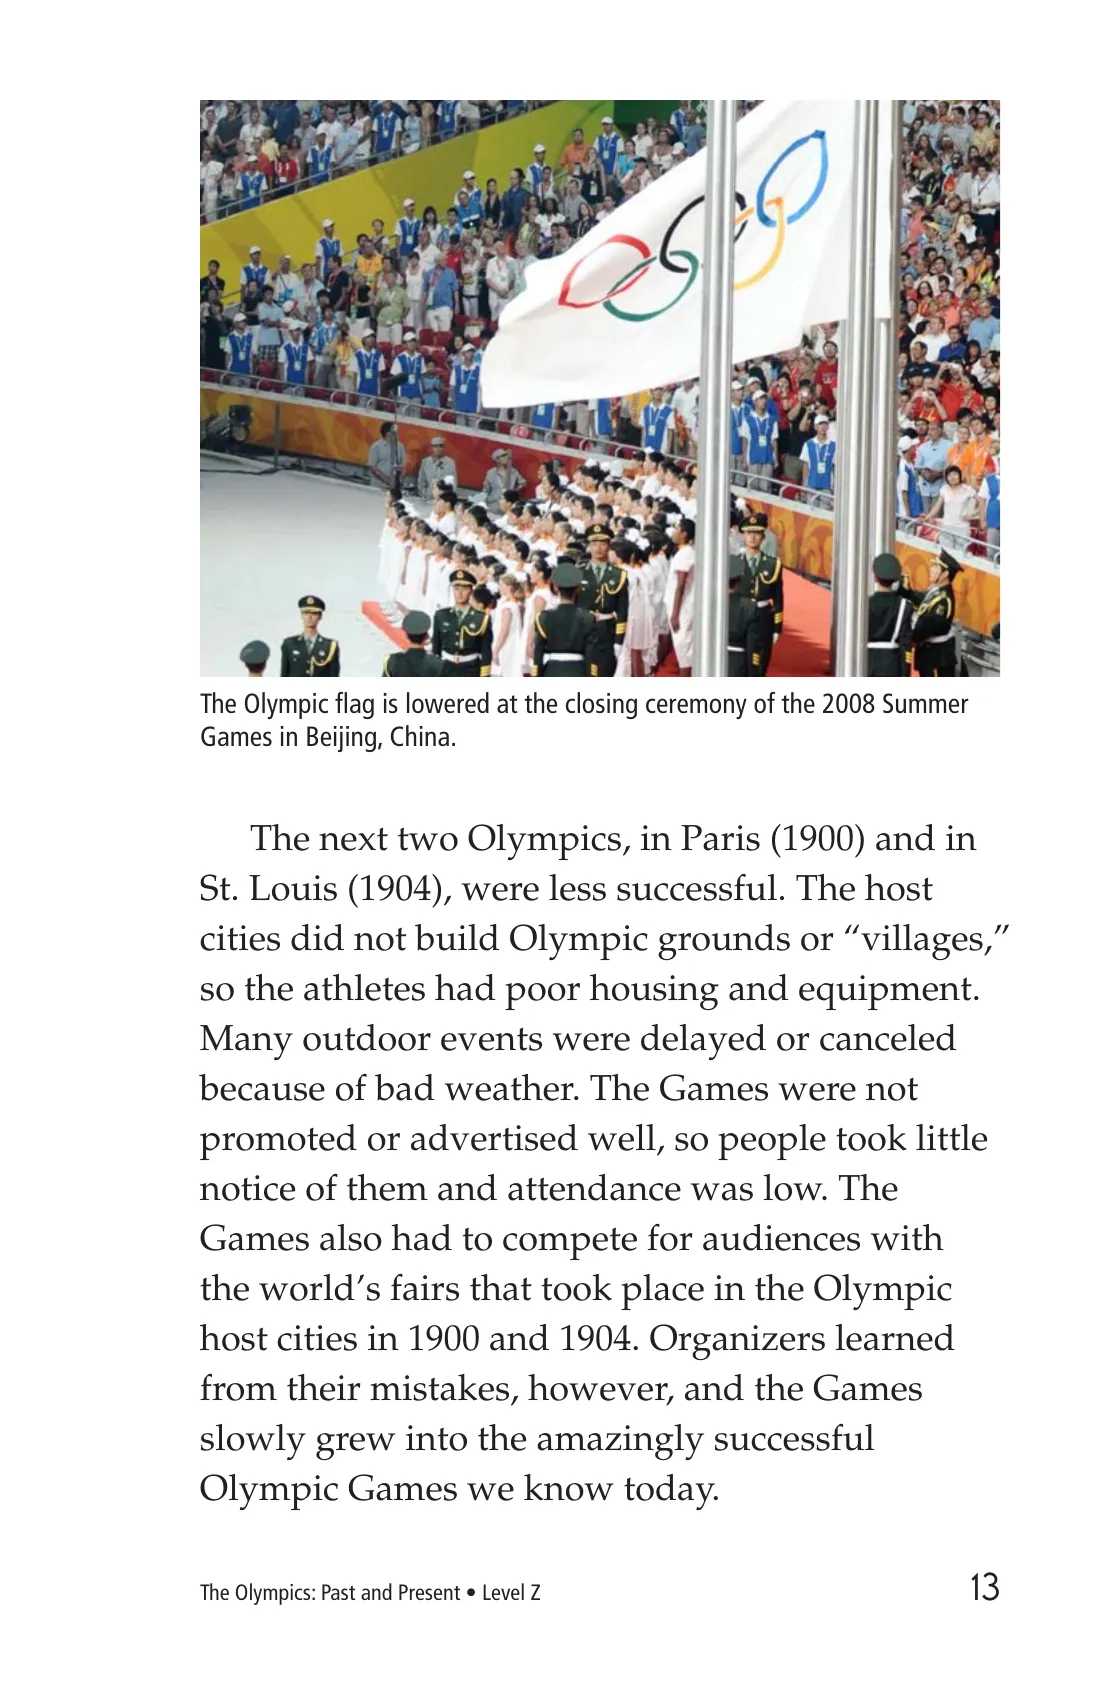 The Olympic flag is lowered at the closing ceremony of the 2008 Summer
Games in Beijing, China.
The next two Olympics, in Paris (1900) and in
St. Louis (1904), were less successful. The host
cities did not build Olympic grounds or “villages,”
so the athletes had poor housing and equipment.
Many outdoor events were delayed or canceled
because of bad weather. The Games were not
promoted or advertised well, so people took little
notice of them and attendance was low. The
Games also had to compete for audiences with
the world’s fairs that took place in the Olympic
host cities in 1900 and 1904. Organizers learned
from their mistakes, however, and the Games
slowly grew into the amazingly successful
Olympic Games we know today.
The Olympics: Past and Present • Level Z 13